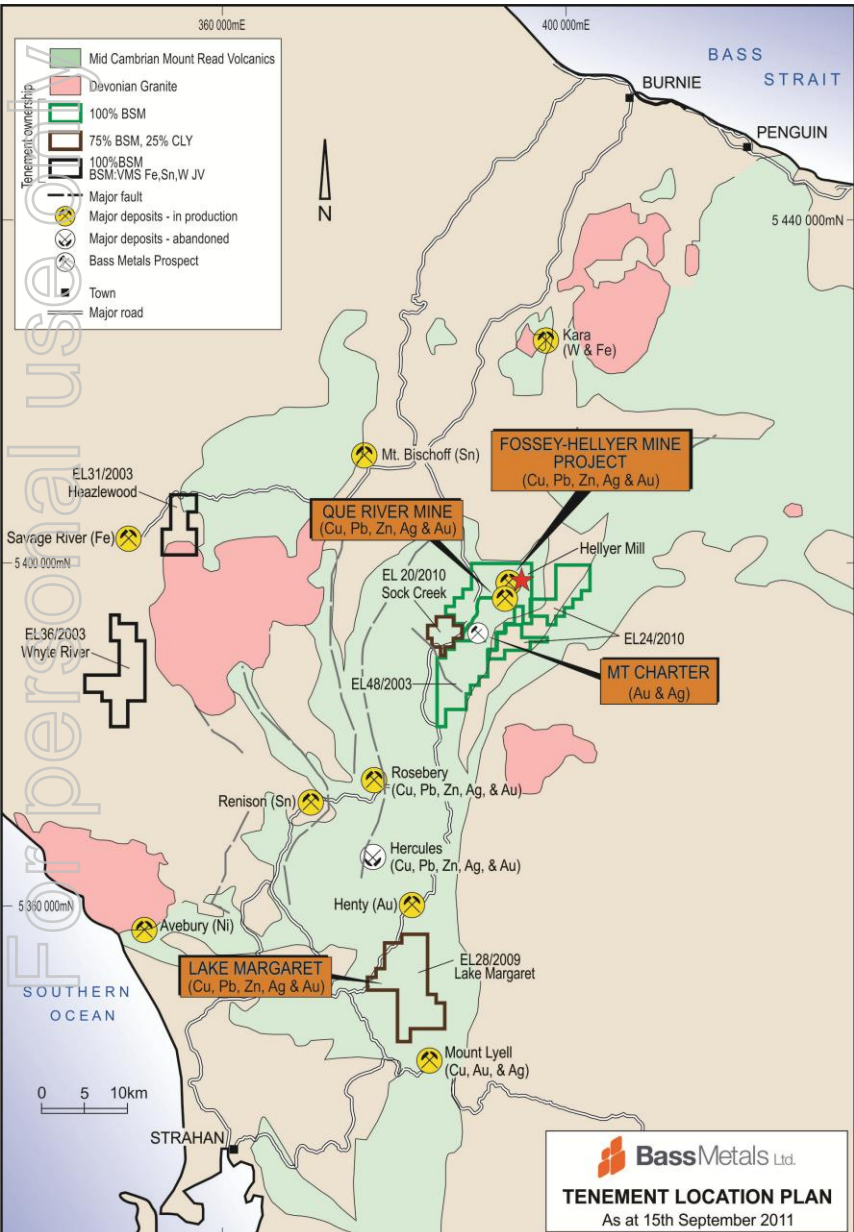 360 000mE
400 000mE
BASS
STRAIT
BURNIE
PENGUIN
5 440 000mN
Tenement ownership
Mid Cambrian Mount Read Volcanics
Devonian Granite
100% BSM
75% BSM, 25% CLY
100%BSM
BSM:VMS Fe,Sn,W JV
Major fault
Major deposits - in production
Major deposits - abandoned
Bass Metals Prospect
Town
Major road
N
For personal use only
Kara
(W & Fe)
Mt. Bischoff (Sn)
FOSSEY-HELLYER MINE
PROJECT
(Cu, Pb, Zn, Ag & Au)
EL31/2003
Heazlewood
QUE RIVER MINE
(Cu, Pb, Zn, Ag & Au)
Savage River (Fe)
Hellyer Mill
5 400 000mN
EL 20/2010
Sock Creek
EL36/2003
Whyte River
EL24/2010
EL48/2003
MT CHARTER
(Au & Ag)
Rosebery
(Cu, Pb, Zn, Ag, & Au)
Renison (Sn)
Hercules
(Cu, Pb, Zn, Ag, & Au)
5 360 000mN
Henty (Au)
Avebury (Ni)
LAKE MARGARET
(Cu, Pb, Zn, Ag & Au)
EL28/2009
Lake Margaret
SOUTHERN
OCEAN
Mount Lyell
(Cu, Au, & Ag)
0 5 10km
STRAHAN
BassMetals Ltd.
TENEMENT LOCATION PLAN
As at 15th September 2011